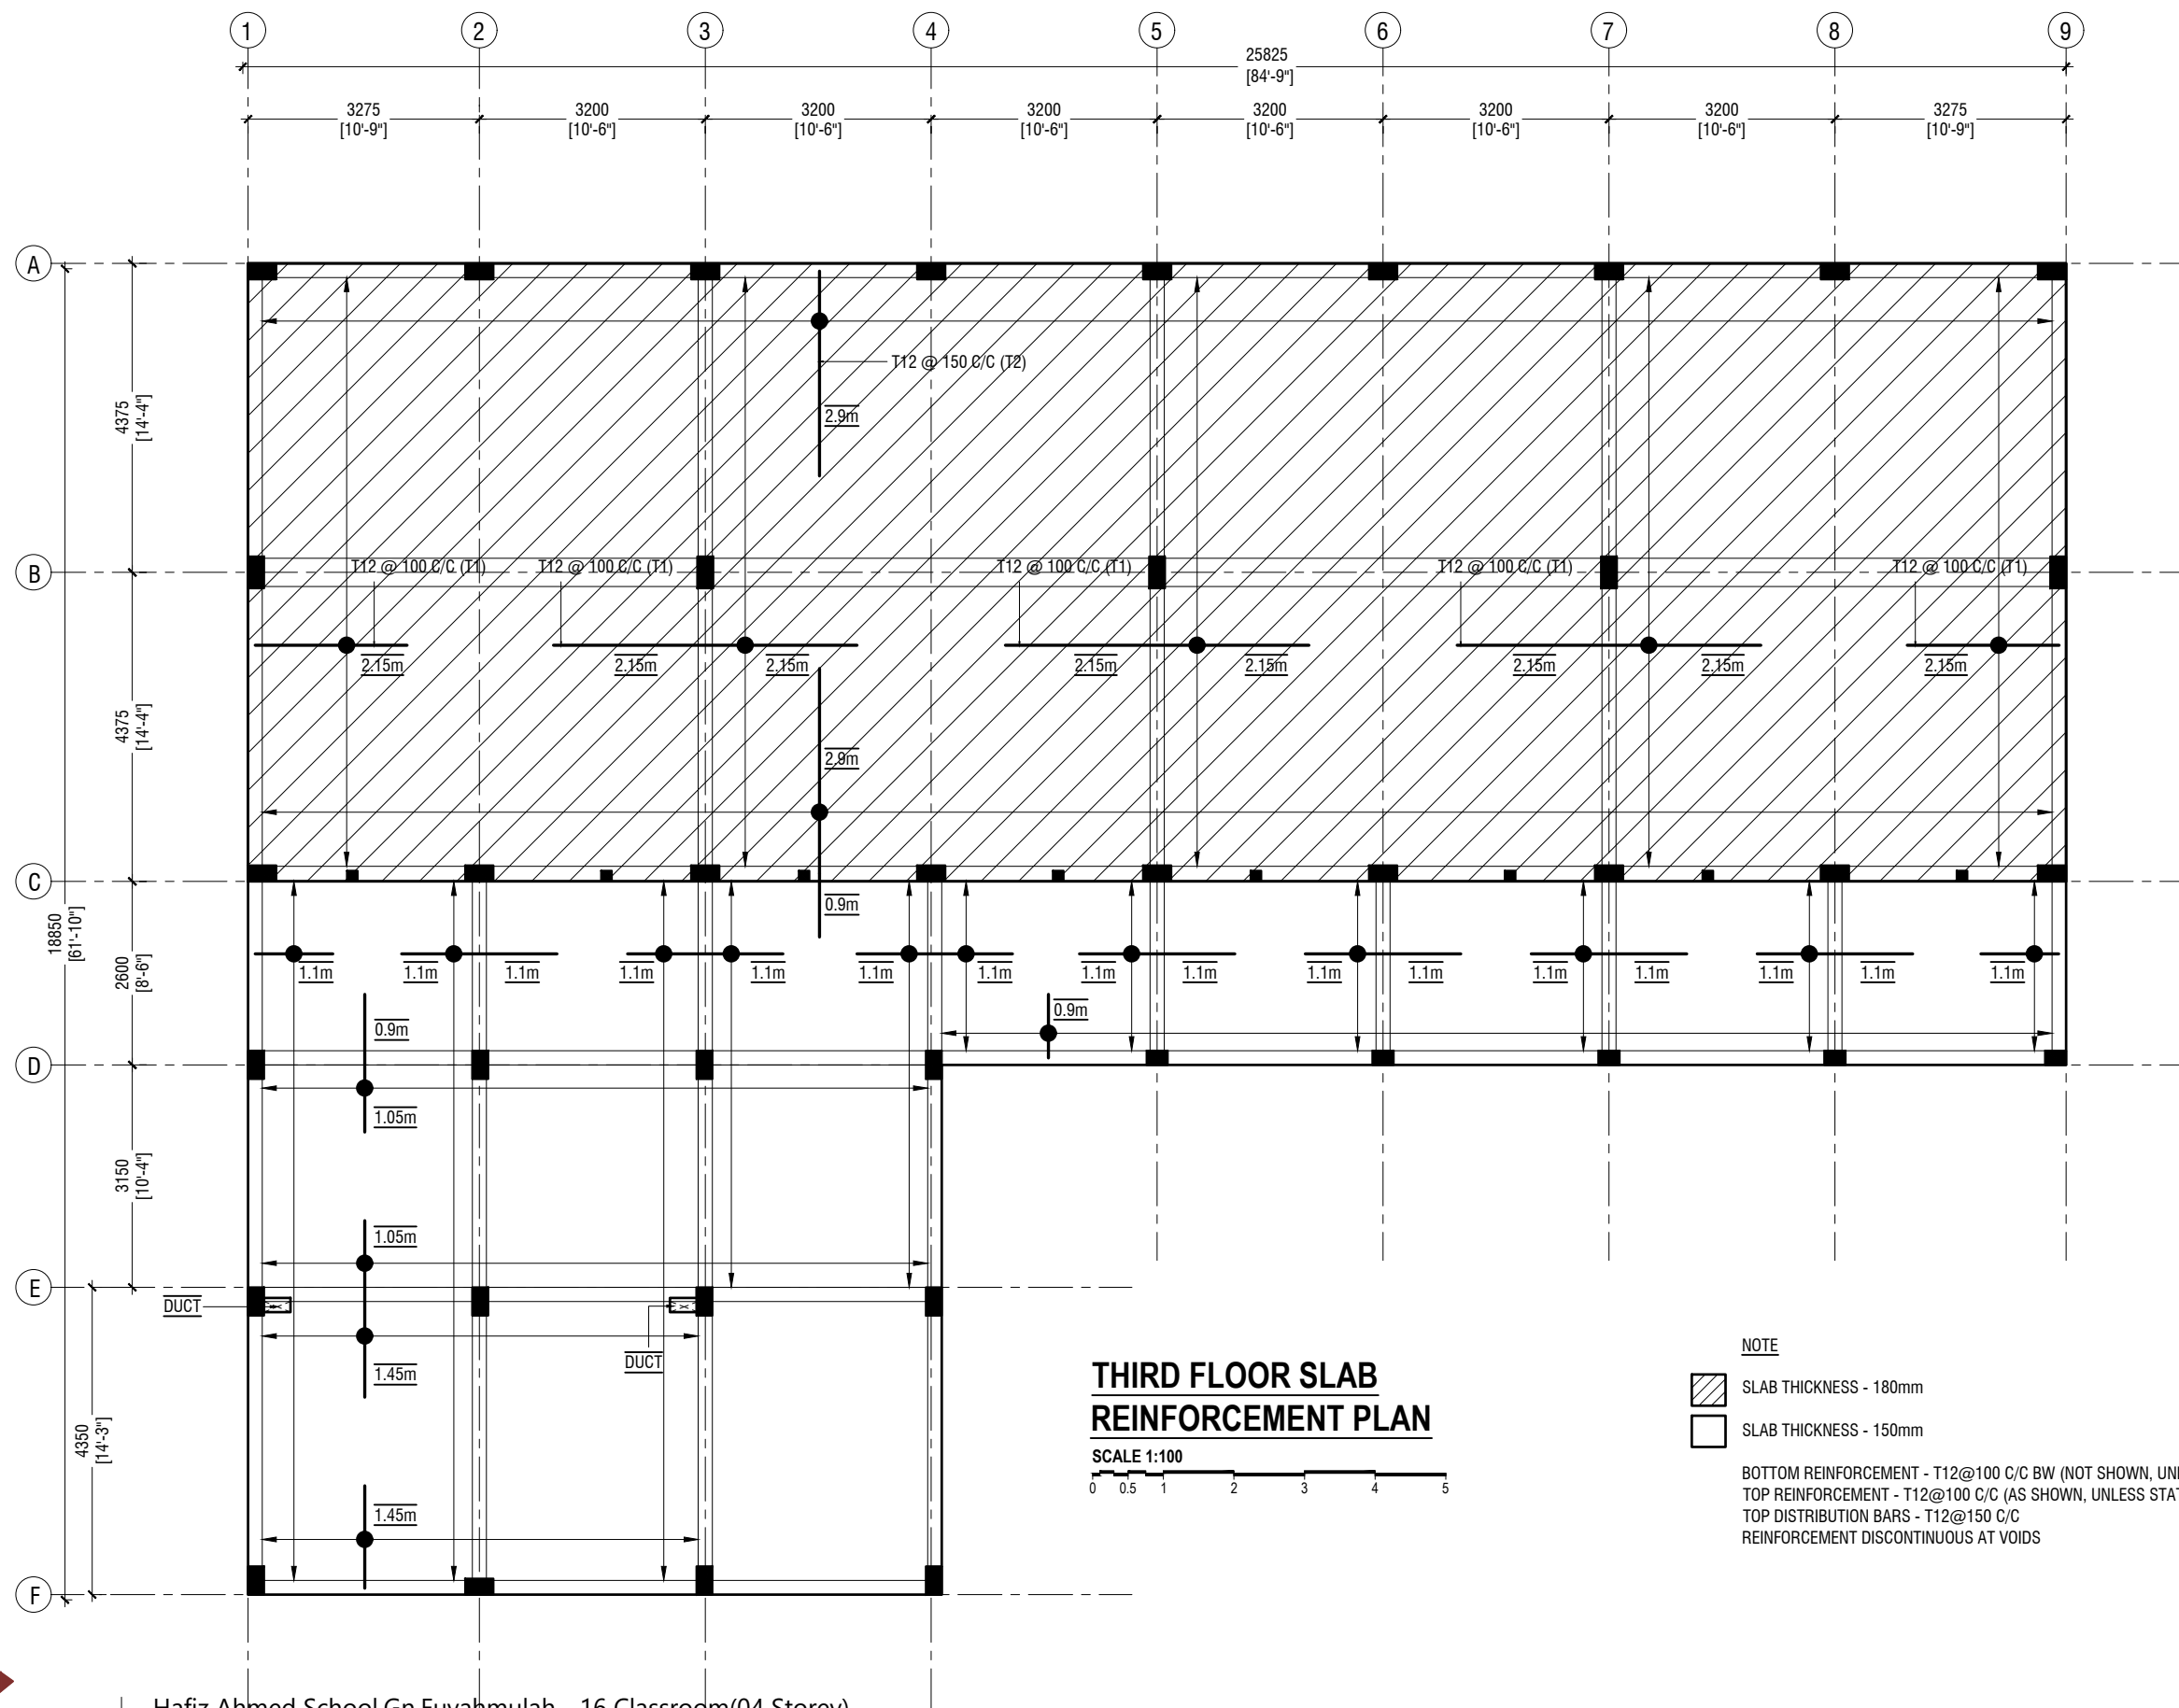 1 2 3 4 5 6 7 8 9
25825
[84'-9"]
3275 3200 3200 3200 3200 3200 3200 3275
[10'-9"] [10'-6"] [10'-6"] [10'-6"] [10'-6"] [10'-6"] [10'-6"] [10'-9"]
A
T12 @ 150 C/C (T2)
4375
[14'-4"]
2.9m
B
T12 @ 100 C/C (T1) T12 @ 100 C/C (T1) T12 @ 100 C/C (T1) T12 @ 100 C/C (T1) T12 @ 100 C/C (T1)
2.15m 2.15m 2.15m 2.15m 2.15m 2.15m 2.15m 2.15m
4375
[14'-4"]
2.9m
C
0.9m
18850
[61'-10"]
2600
[8'-6"]
1.1m 1.1m 1.1m 1.1m 1.1m 1.1m 1.1m 1.1m 1.1m 1.1m 1.1m 1.1m 1.1m 1.1m 1.1m 1.1m
0.9m 0.9m
D
1.05m
3150
[10'-4"]
1.05m
E
DUCT
DUCT
1.45m
4350
[14'-3"]
1.45m
F
THIRD FLOOR SLAB
REINFORCEMENT PLAN
SCALE 1:100
0 0.5 1 2 3 4 5
NOTE
SLAB THICKNESS - 180mm
SLAB THICKNESS - 150mm
BOTTOM REINFORCEMENT - T12@100 C/C BW (NOT SHOWN,
TOP REINFORCEMENT - T12@100 C/C (AS SHOWN, UNLESS
TOP DISTRIBUTION BARS - T12@150 C/C
REINFORCEMENT DISCONTINUOUS AT VOIDS
Hafiz Ahmed School Gn.Fuvahmulah – 16 Classroom(04 Storey)